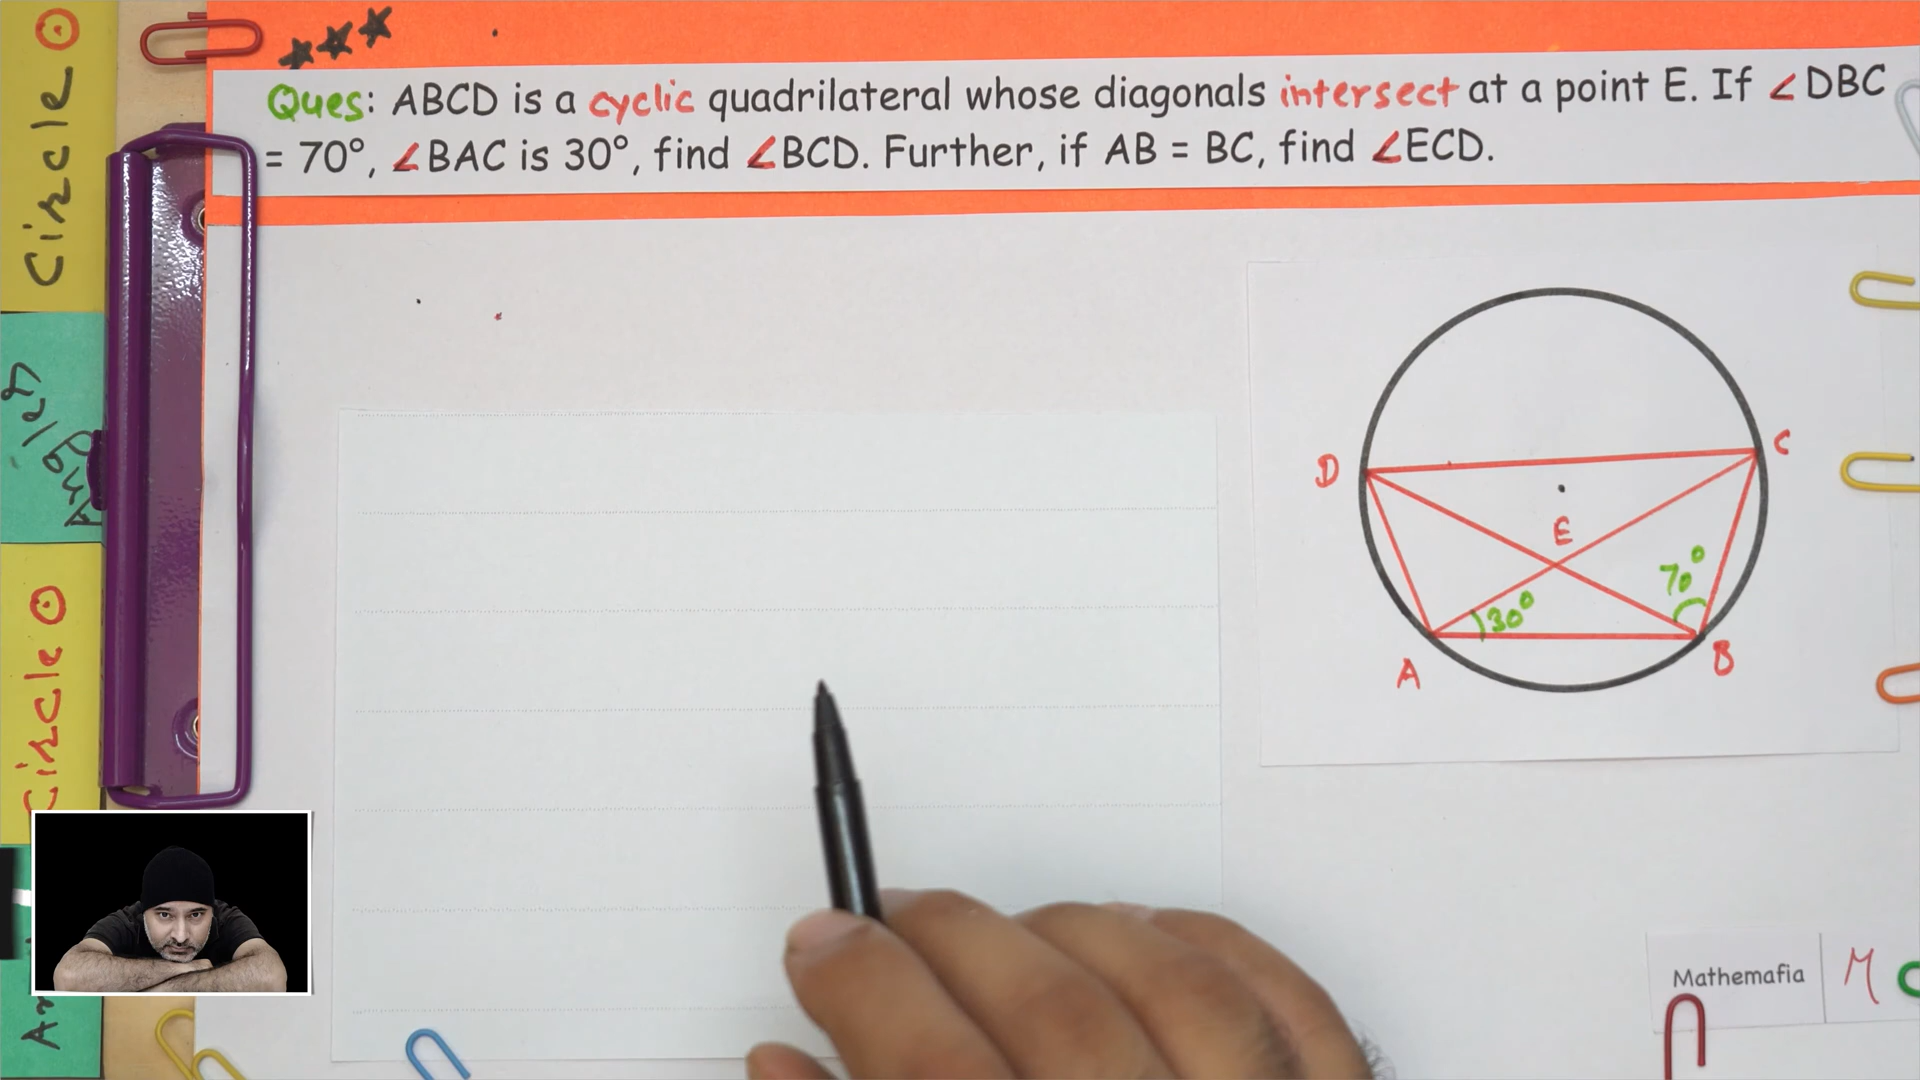 Circle
Angles
Circle
Ques: ABCD is a cyclic quadrilateral whose diagonals intersect at a point E. If ∠DBC
= 70°, ∠BAC is 30°, find ∠BCD. Further, if AB = BC, find ∠ECD.
D
C
E
70°
30°
A
B
Mathemafia
M